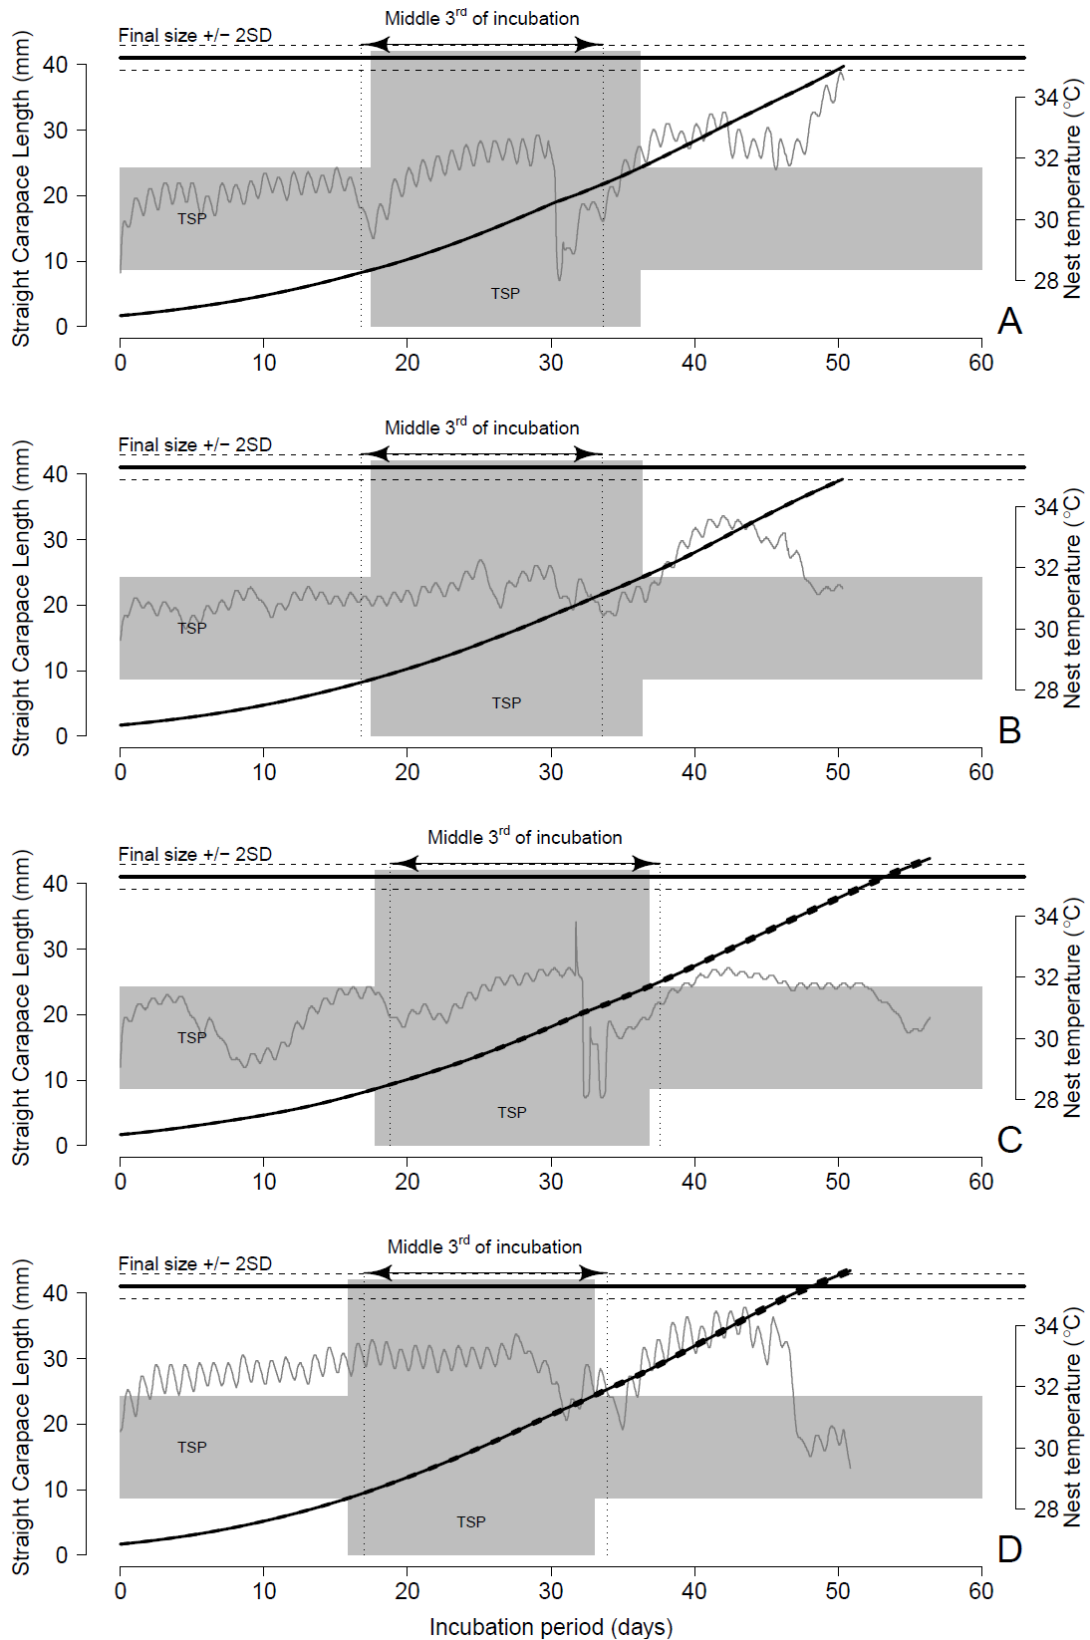 Middle 3rd of incubation
Final size +/− 2SD
Straight Carapace Length (mm)
40
30
20
10
0
TSP
TSP
34
32
30
28
Nest temperature (°C)
A
0 10 20 30 40 50 60
Middle 3rd of incubation
Final size +/− 2SD
Straight Carapace Length (mm)
40
30
20
10
0
TSP
TSP
34
32
30
28
Nest temperature (°C)
B
0 10 20 30 40 50 60
Middle 3rd of incubation
Final size +/− 2SD
Straight Carapace Length (mm)
40
30
20
10
0
TSP
TSP
34
32
30
28
Nest temperature (°C)
C
0 10 20 30 40 50 60
Middle 3rd of incubation
Final size +/− 2SD
Straight Carapace Length (mm)
40
30
20
10
0
TSP
TSP
34
32
30
28
Nest temperature (°C)
D
0 10 20 30 40 50 60
Incubation period (days)